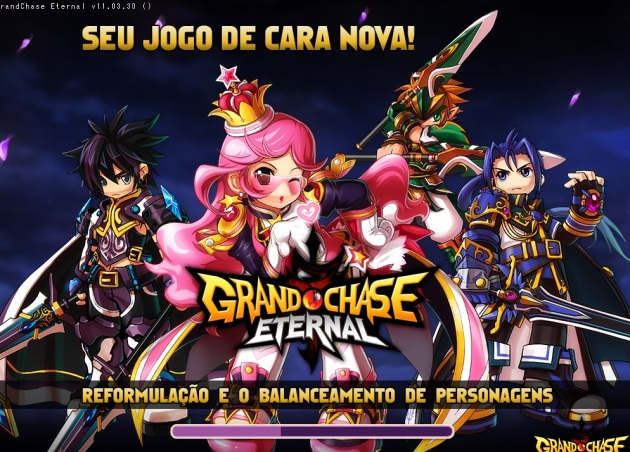 randChase Eternal v11.03.30 ()
SEU JOGO DE CARA NOVA!
GRAND CHASE
ETERNAL
REFORMULAÇÃO E O BALANCEAMENTO DE PERSONAGENS
GRAND CHASE